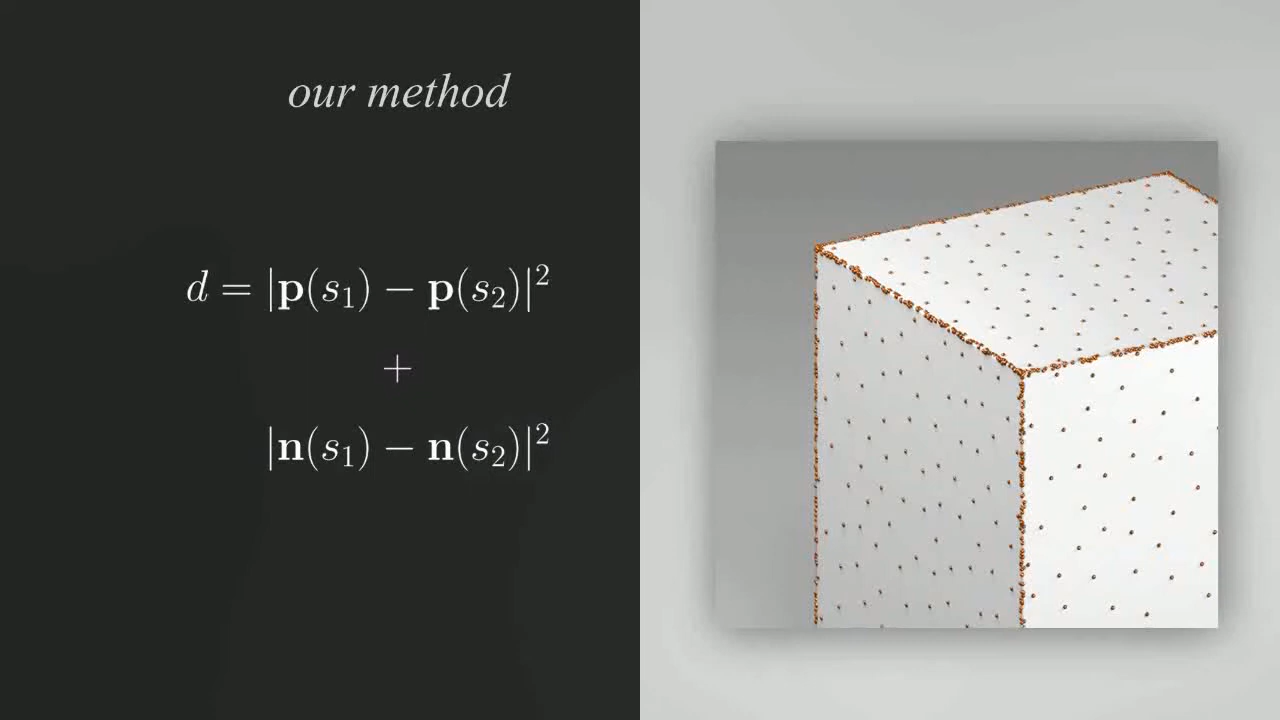 our method
d = |p(s₁) − p(s₂)|²
+
|n(s₁) − n(s₂)|²